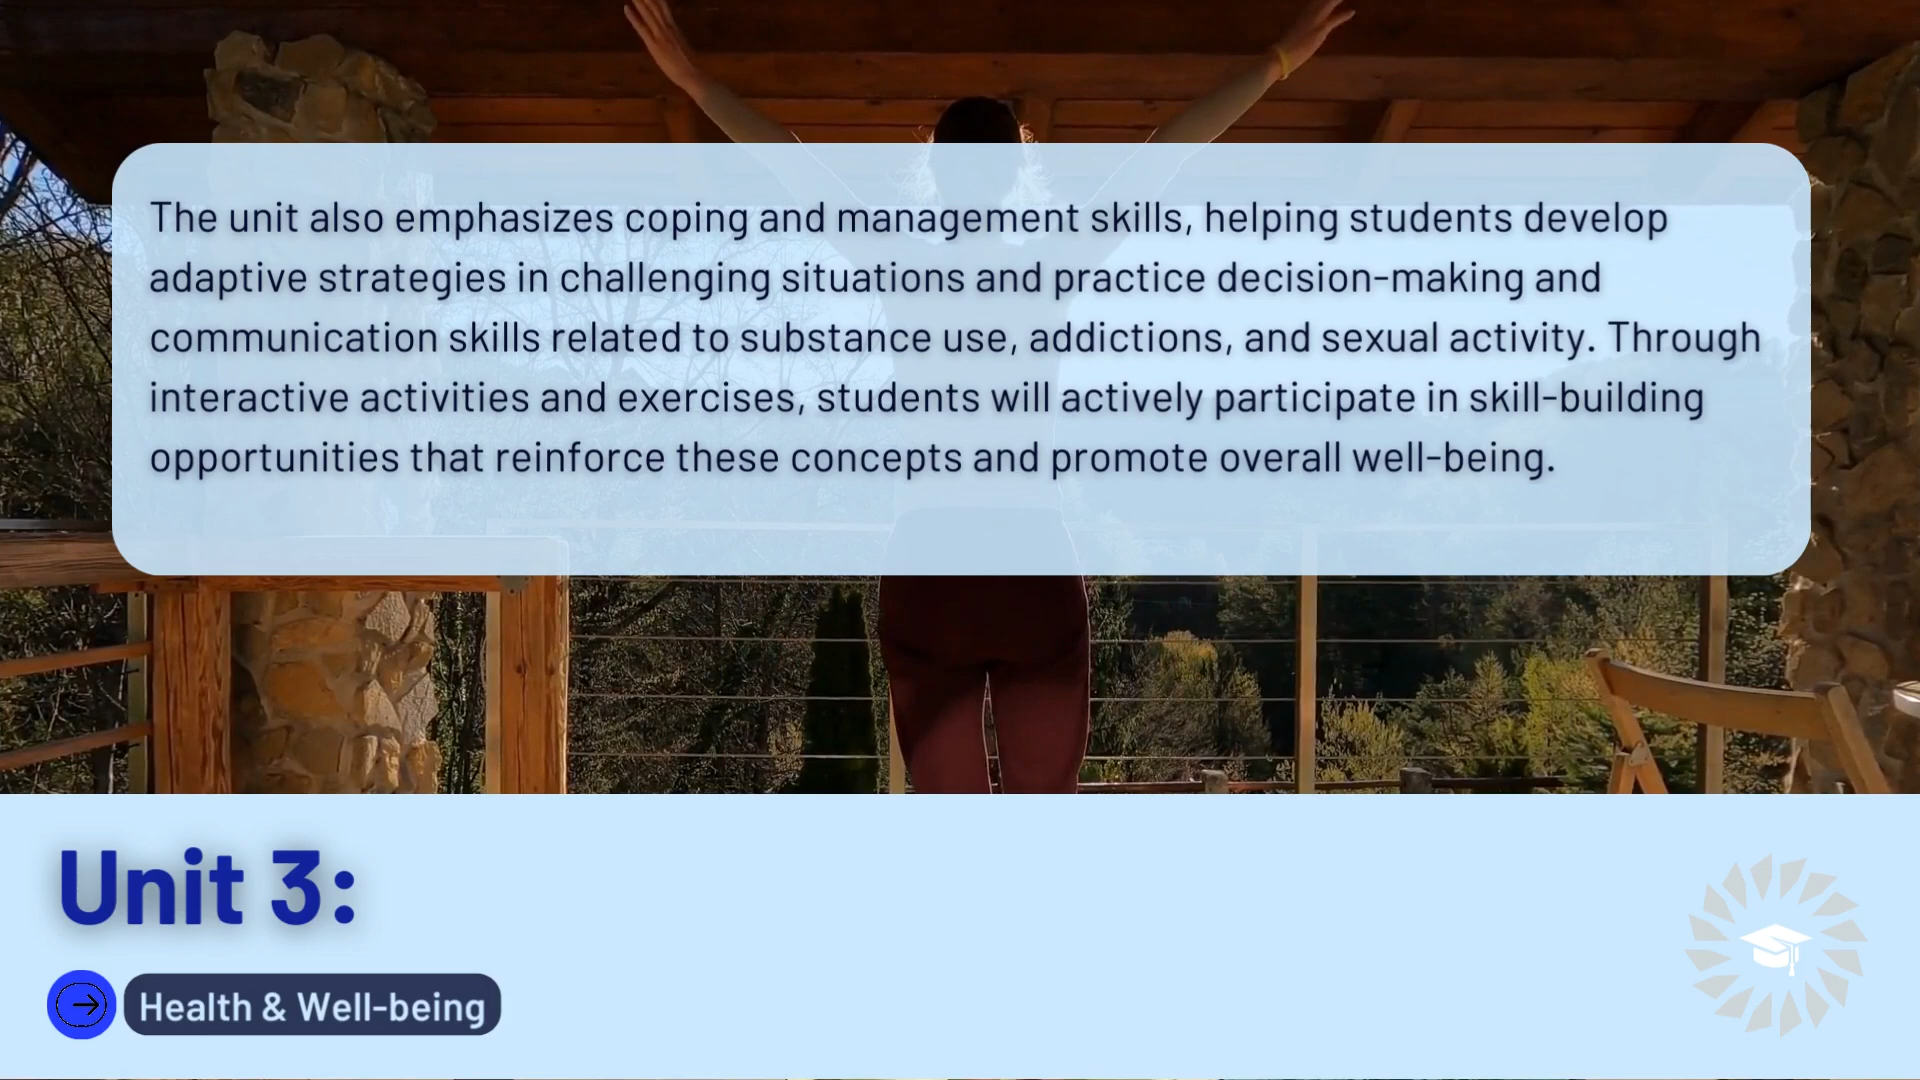 The unit also emphasizes coping and management skills, helping students develop
adaptive strategies in challenging situations and practice decision-making and
communication skills related to substance use, addictions, and sexual activity. Through
interactive activities and exercises, students will actively participate in skill-building
opportunities that reinforce these concepts and promote overall well-being.
Unit 3:
Health & Well-being